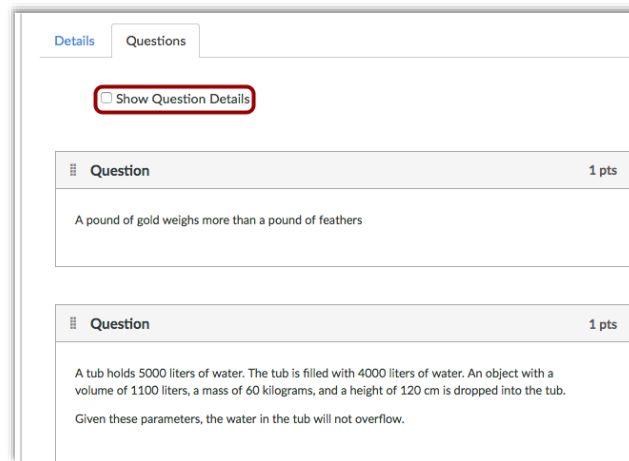 Details Questions
Show Question Details
Question 1 pts
A pound of gold weighs more than a pound of feathers
Question 1 pts
A tub holds 5000 liters of water. The tub is filled with 4000 liters of water. An object with a
volume of 1100 liters, a mass of 60 kilograms, and a height of 120 cm is dropped into the tub.
Given these parameters, the water in the tub will not overflow.